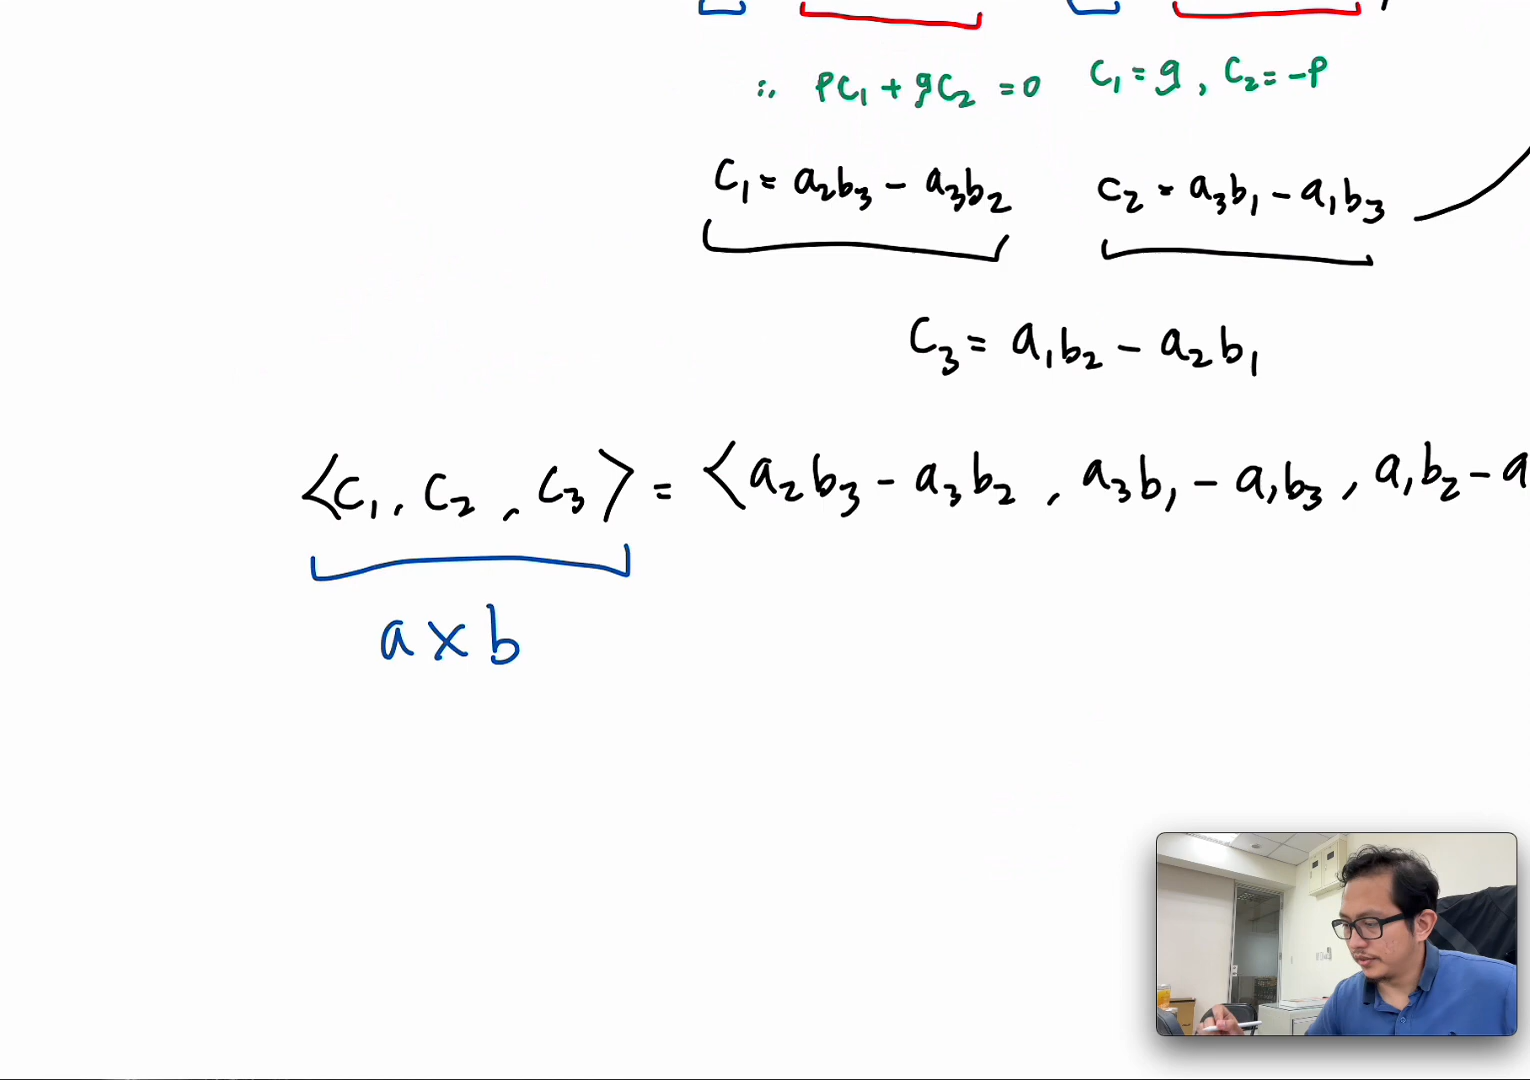 ∴ pc₁ + qc₂ = 0 c₁ = q, c₂ = -p
c₁ = a₂b₃ - a₃b₂ c₂ = a₃b₁ - a₁b₃
c₃ = a₁b₂ - a₂b₁
⟨c₁, c₂, c₃⟩ = ⟨a₂b₃ - a₃b₂, a₃b₁ - a₁b₃, a₁b₂ - a
a × b